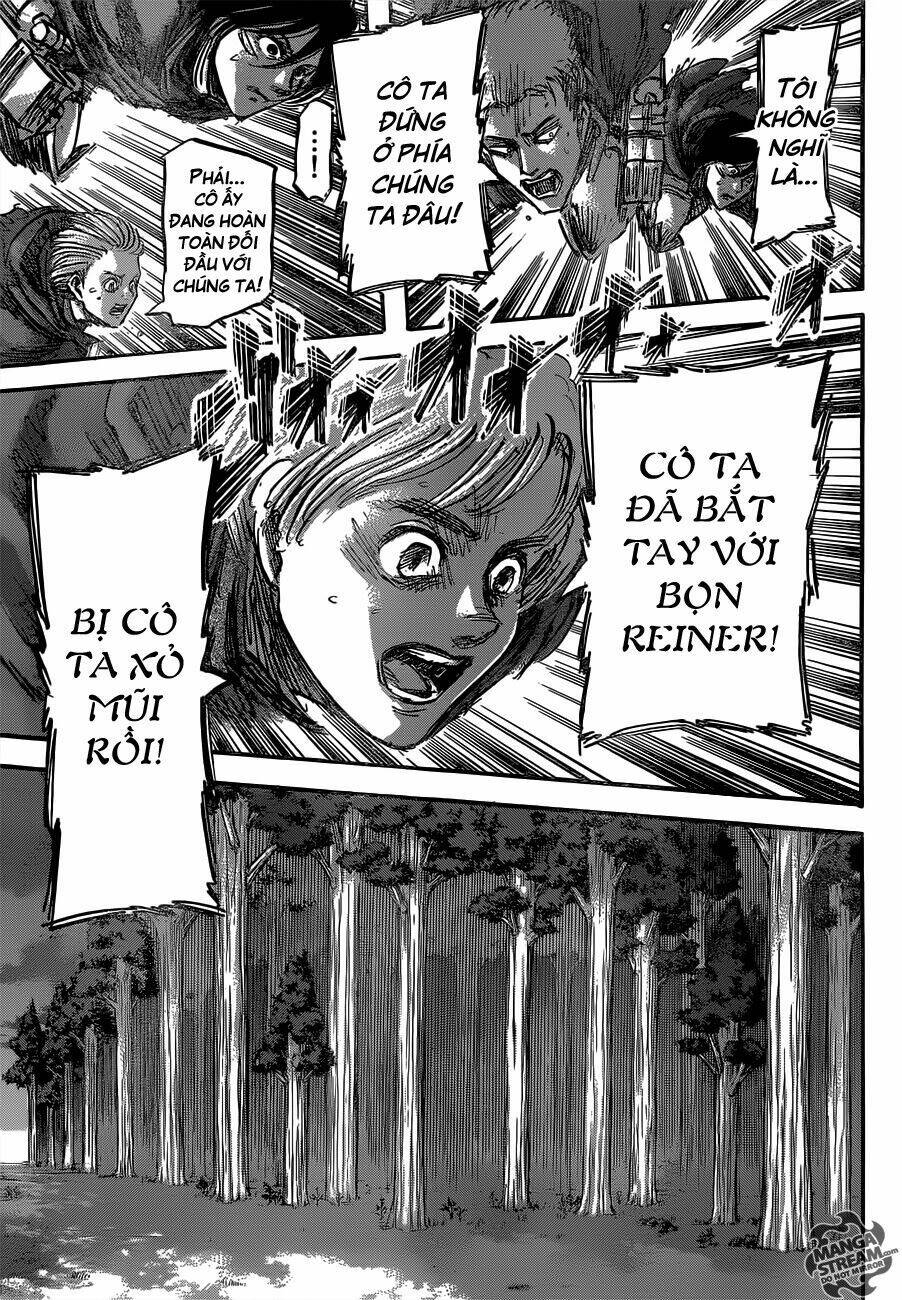 TÔI
KHÔNG
NGHĨ
LÀ...
CÔ TA
ĐỨNG
Ở PHÍA
CHÚNG
TA ĐÂU!
...!
PHẢI...
CÔ ẤY
ĐANG HOÀN
TOÀN ĐỐI
ĐẦU VỚI
CHÚNG TA!
CÔ TA
ĐÃ BẮT
TAY VỚI
BỌN
REINER!
BỊ CÔ
TA XỎ
MŨI
RỒI!
MANGA
STREAM.COM
DO NOT MIRROR!